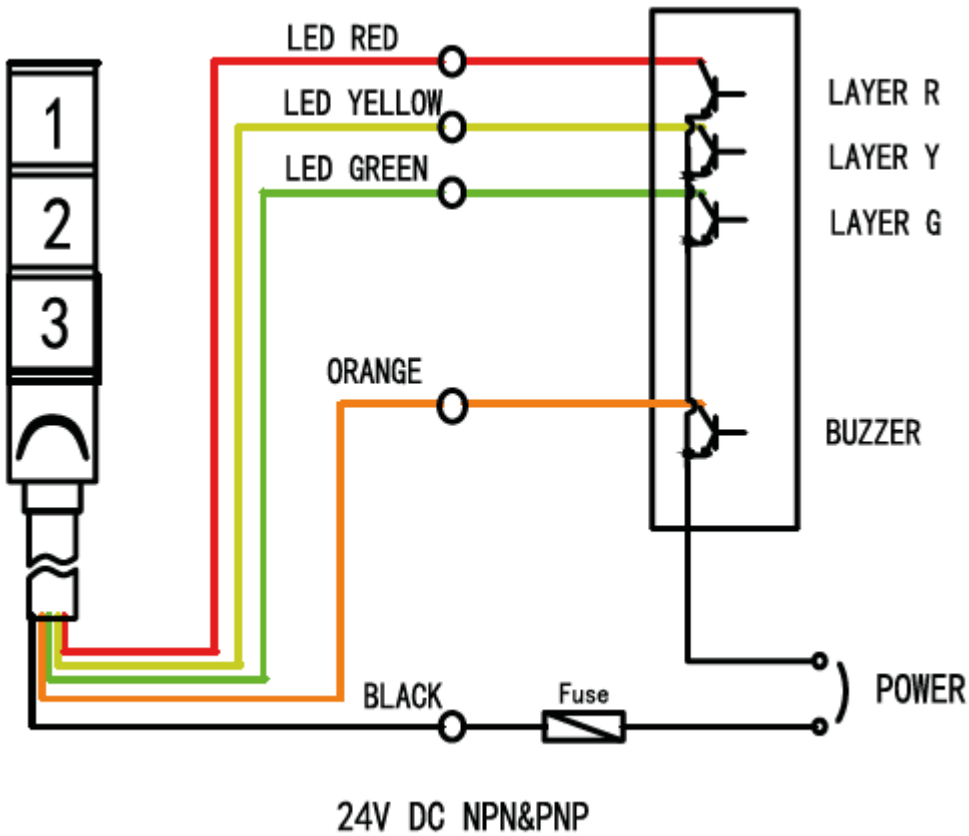 LED RED
LAYER R
1
LED YELLOW
LAYER Y
LED GREEN
2
LAYER G
3
ORANGE
BUZZER
BLACK
Fuse
POWER
24V DC NPN&PNP